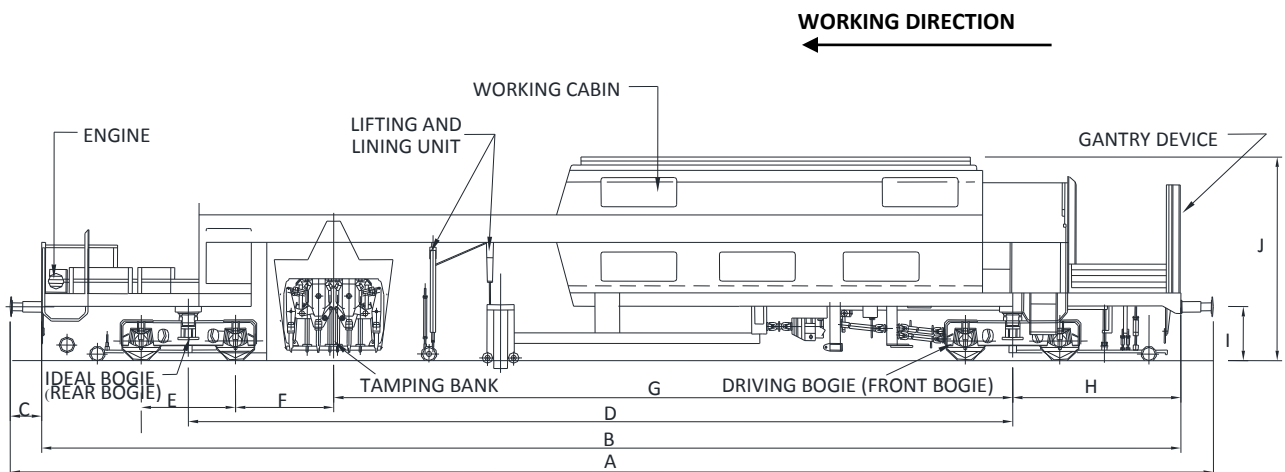 WORKING DIRECTION
WORKING CABIN
ENGINE
LIFTING AND
LINING UNIT
GANTRY DEVICE
J
I
IDEAL BOGIE
(REAR BOGIE)
TAMPING BANK
DRIVING BOGIE (FRONT BOGIE)
C
E
F
G
H
D
B
A